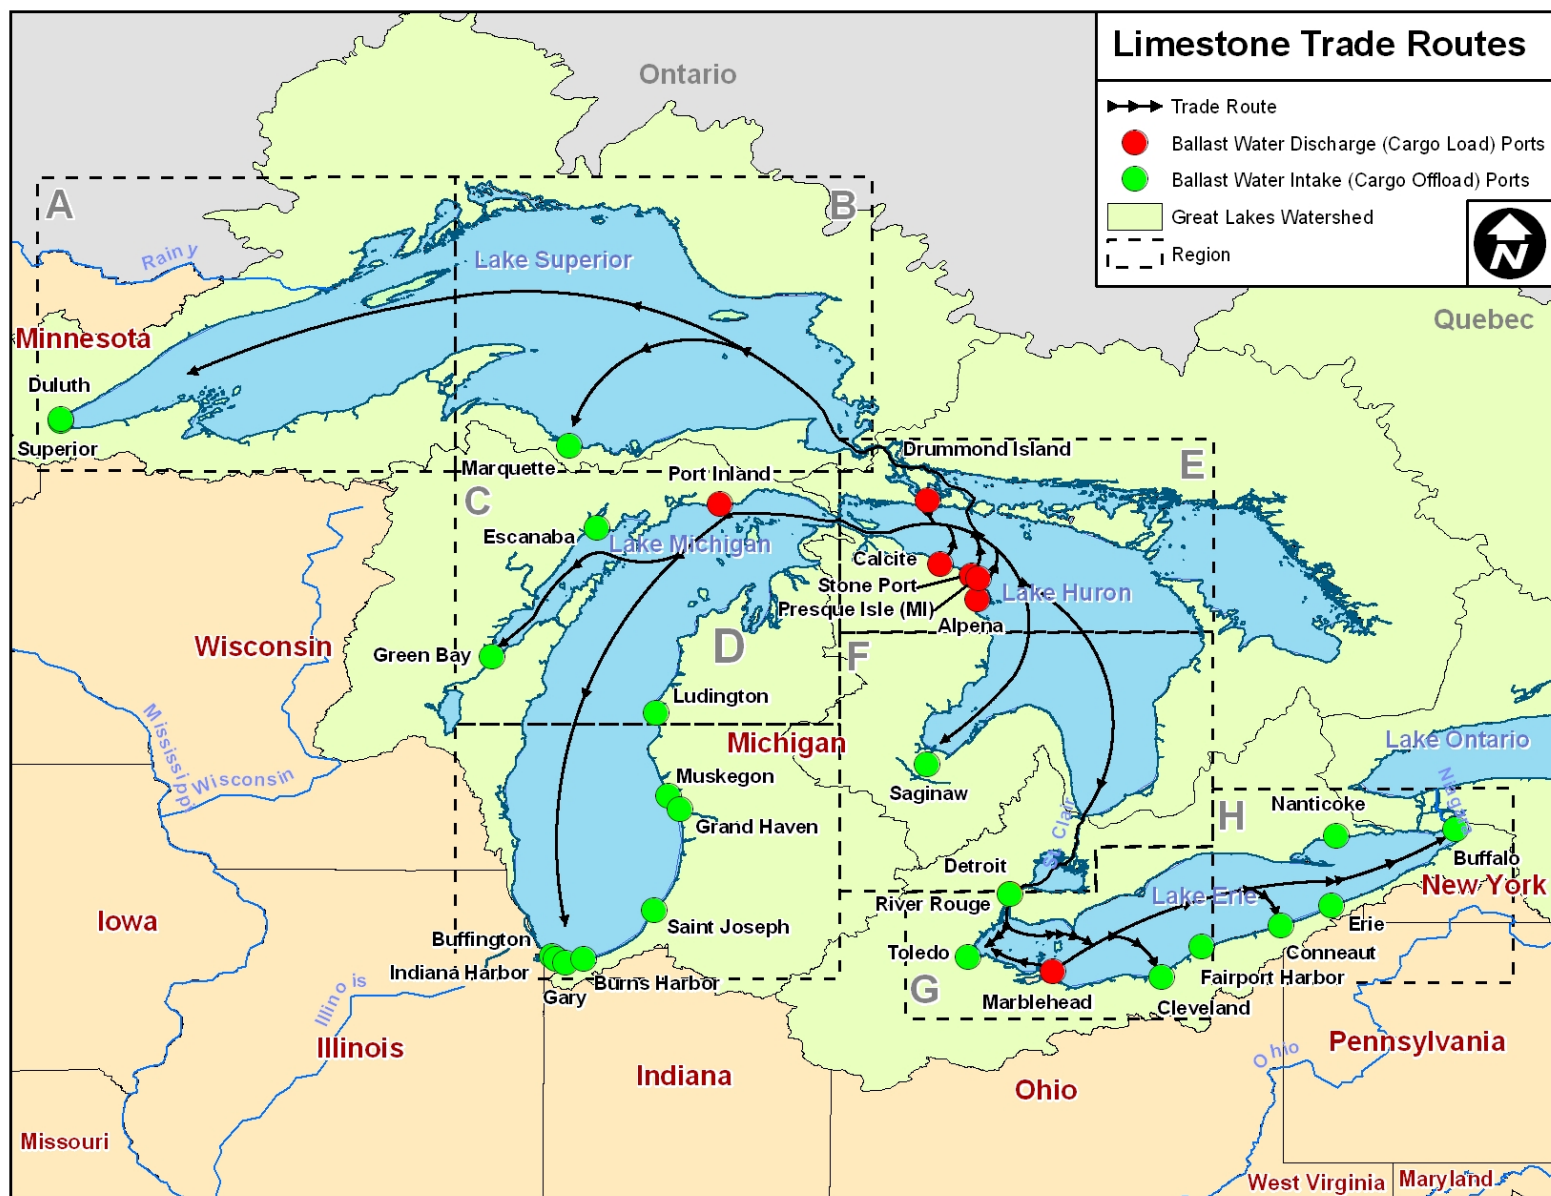 Limestone Trade Routes
Trade Route
Ballast Water Discharge (Cargo Load) Ports
Ballast Water Intake (Cargo Offload) Ports
Great Lakes Watershed
Region
N
Ontario
Quebec
A
B
Rainy
Lake Superior
Minnesota
Duluth
Superior
Marquette
Port Inland
Drummond Island
C
E
Escanaba
Lake Michigan
Calcite
Stone Port
Presque Isle (MI)
Lake Huron
Alpena
Wisconsin
Green Bay
D
F
Ludington
Michigan
Mississippi
Wisconsin
Muskegon
Grand Haven
Saginaw
Lake Ontario
Niagra
Nanticoke
H
St Clair
Detroit
River Rouge
Lake Erie
Buffalo
New York
Iowa
Saint Joseph
Buffington
Indiana Harbor
Gary
Burns Harbor
Toledo
G
Marblehead
Erie
Conneaut
Fairport Harbor
Cleveland
Illinois
Illinois
Indiana
Ohio
Ohio
Pennsylvania
Missouri
West Virginia
Maryland